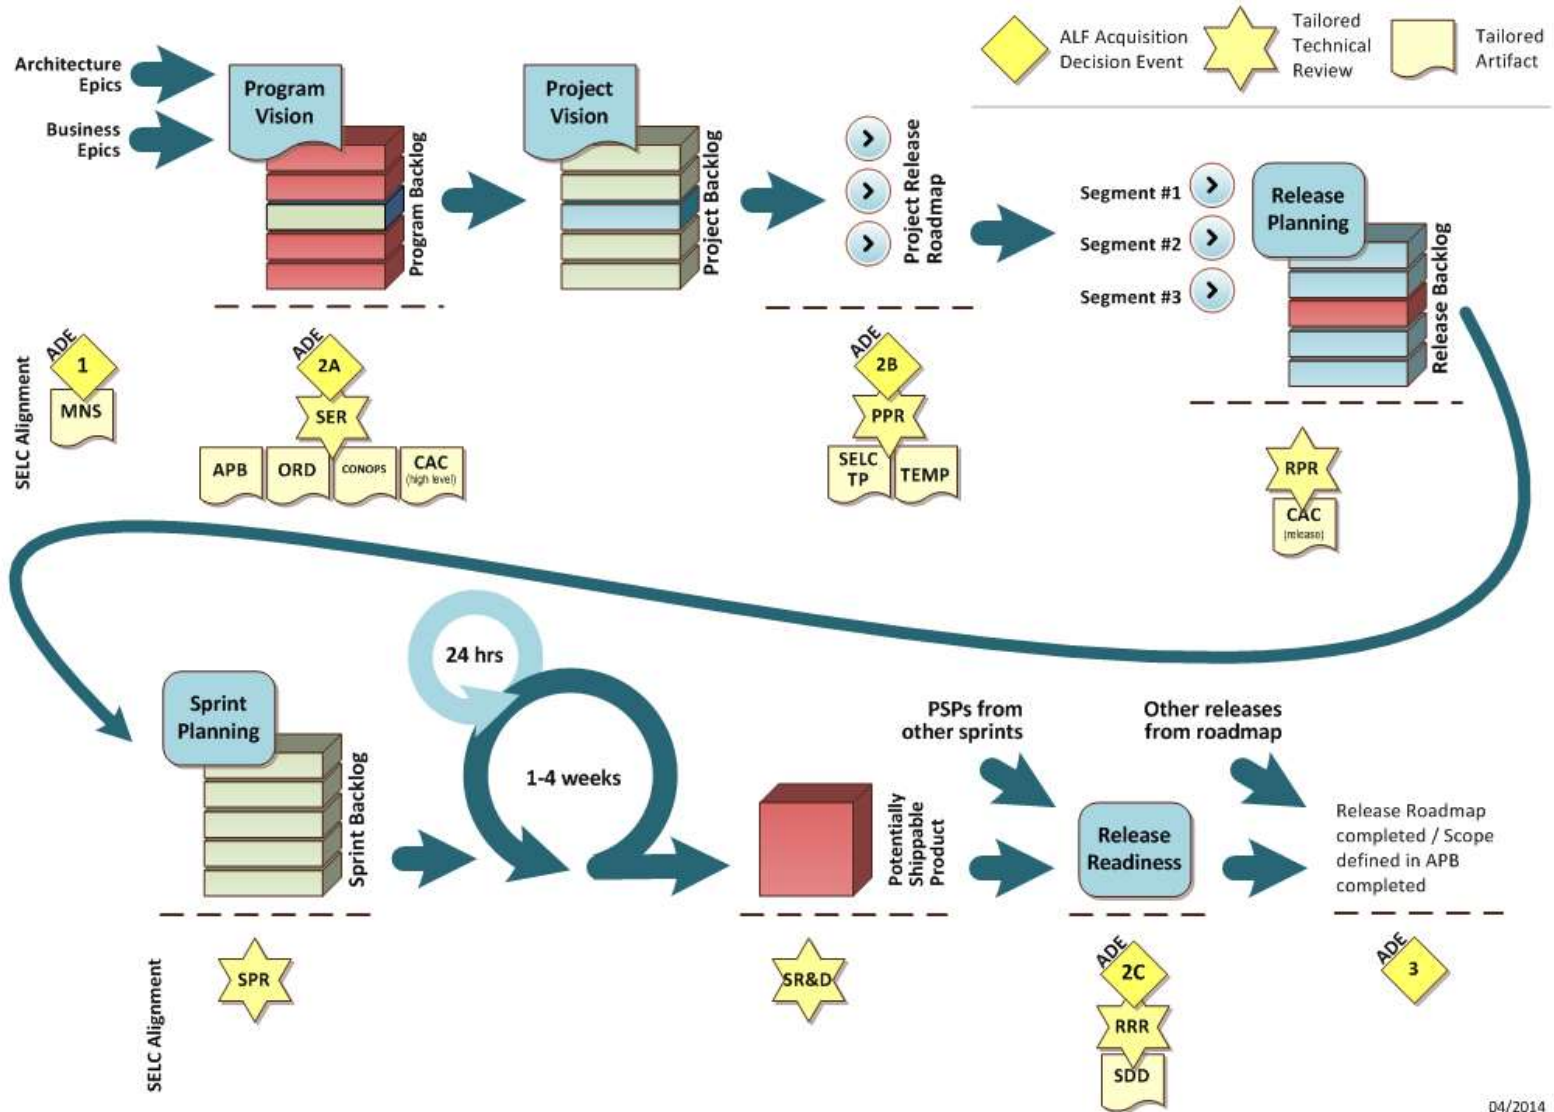 ALF Acquisition
Decision Event
Tailored
Technical
Review
Tailored
Artifact
Architecture
Epics
Business
Epics
Program
Vision
Program Backlog
Project
Vision
Project Backlog
Project Release
Roadmap
Segment #1
Segment #2
Segment #3
Release
Planning
Release Backlog
SELC Alignment
ADE
1
MNS
ADE
2A
SER
APB
ORD
CONOPS
CAC
(high level)
ADE
2B
PPR
SELC
TP
TEMP
RPR
CAC
(release)
Sprint
Planning
Sprint Backlog
24 hrs
1-4 weeks
Potentially
Shippable
Product
PSPs from
other sprints
Other releases
from roadmap
Release
Readiness
Release Roadmap
completed / Scope
defined in APB
completed
SELC Alignment
SPR
SR&D
ADE
2C
RRR
SDD
ADE
3
04/2014